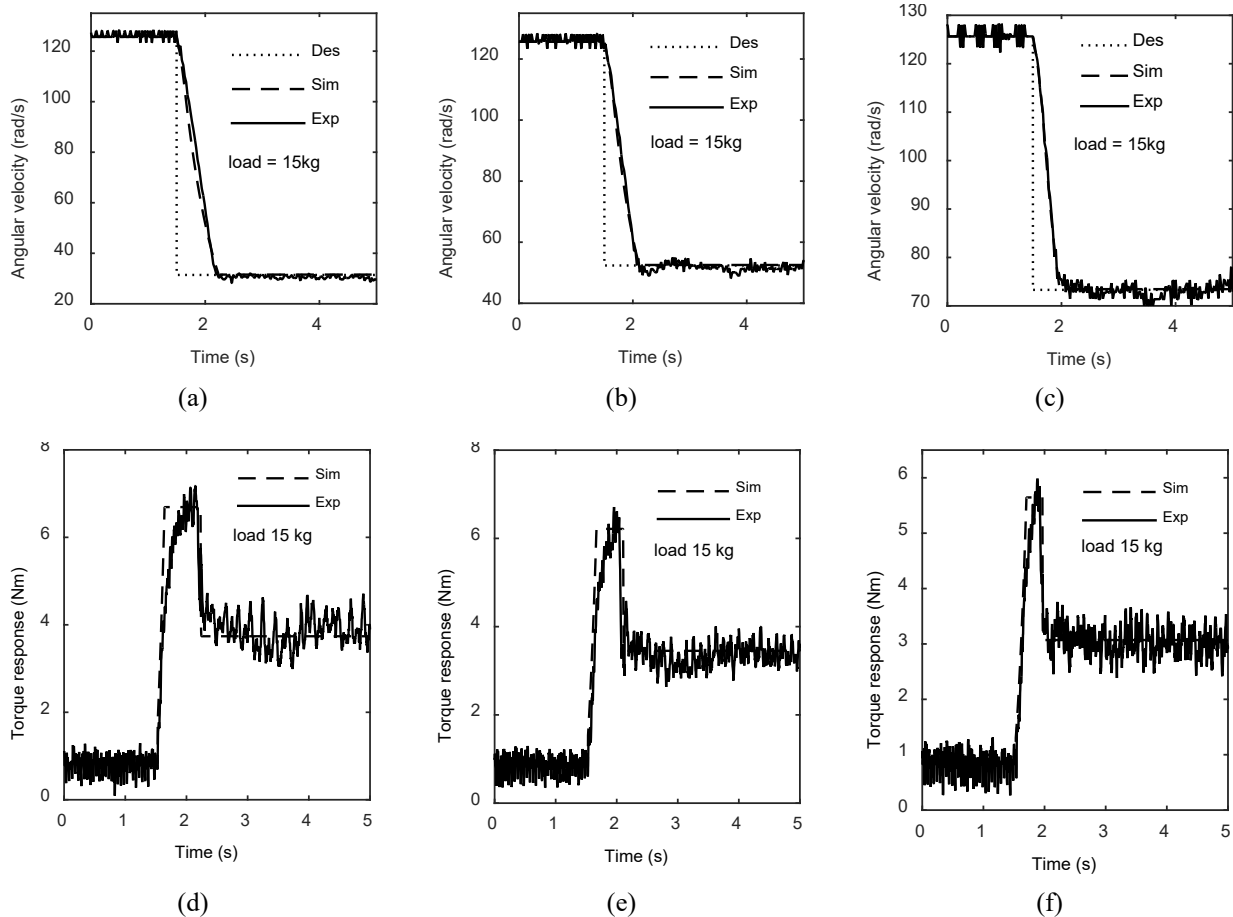 120
100
80
60
40
20
0 2 4
Angular velocity (rad/s)
Time (s)
Des
Sim
Exp
load = 15kg
(a)
120
100
80
60
40
0 2 4
Angular velocity (rad/s)
Time (s)
Des
Sim
Exp
load = 15kg
(b)
130
120
110
100
90
80
70
0 2 4
Angular velocity (rad/s)
Time (s)
Des
Sim
Exp
load = 15kg
(c)
8
6
4
2
0
0 1 2 3 4 5
Torque response (Nm)
Time (s)
Sim
Exp
load 15 kg
(d)
8
6
4
2
0
0 1 2 3 4 5
Torque response (Nm)
Time (s)
Sim
Exp
load 15 kg
(e)
6
5
4
3
2
1
0
0 1 2 3 4 5
Torque response (Nm)
Time (s)
Sim
Exp
load 15 kg
(f)